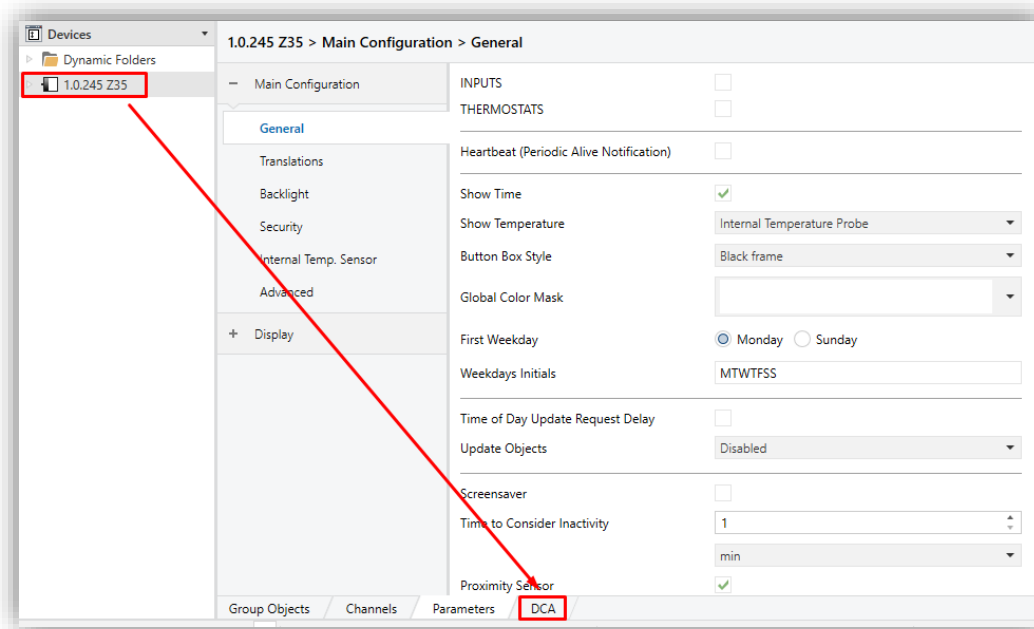 Devices
Dynamic Folders
1.0.245 Z35
1.0.245 Z35 > Main Configuration > General
Main Configuration
General
Translations
Backlight
Security
Internal Temp. Sensor
Advanced
Display
INPUTS
THERMOSTATS
Heartbeat (Periodic Alive Notification)
Show Time
Show Temperature Internal Temperature Probe
Button Box Style Black frame
Global Color Mask
First Weekday Monday Sunday
Weekdays Initials MTWTFSS
Time of Day Update Request Delay
Update Objects Disabled
Screensaver
Time to Consider Inactivity 1
min
Proximity Sensor
Group Objects Channels Parameters DCA